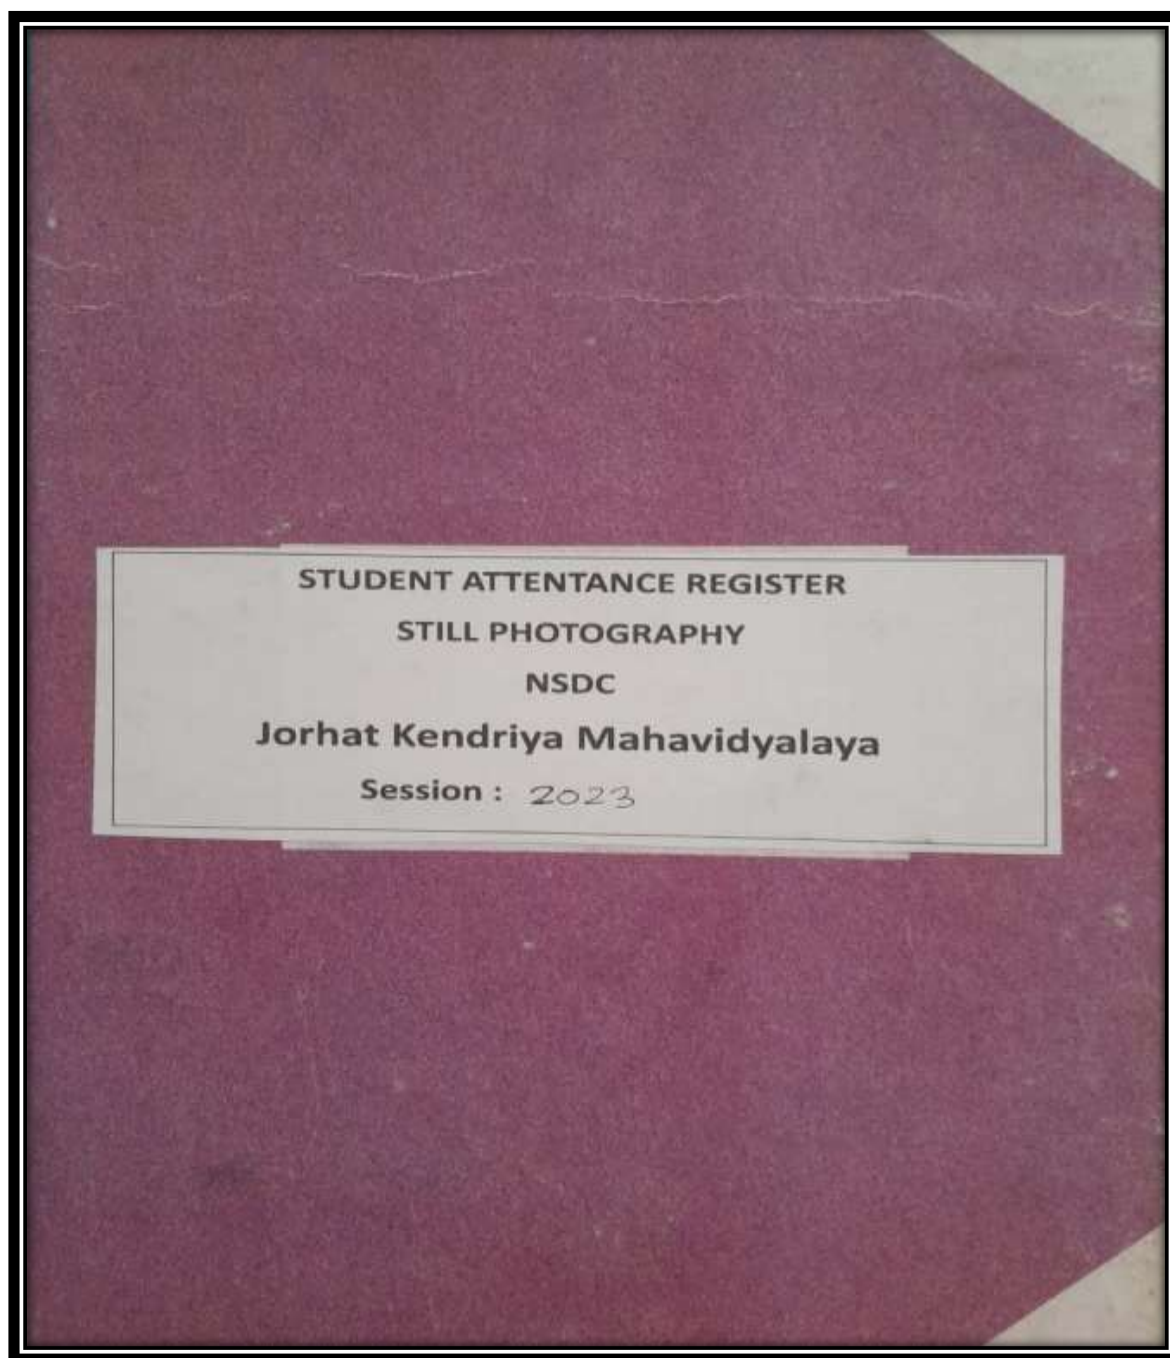 STUDENT ATTENTANCE REGISTER
STILL PHOTOGRAPHY
NSDC
Jorhat Kendriya Mahavidyalaya
Session : 2023